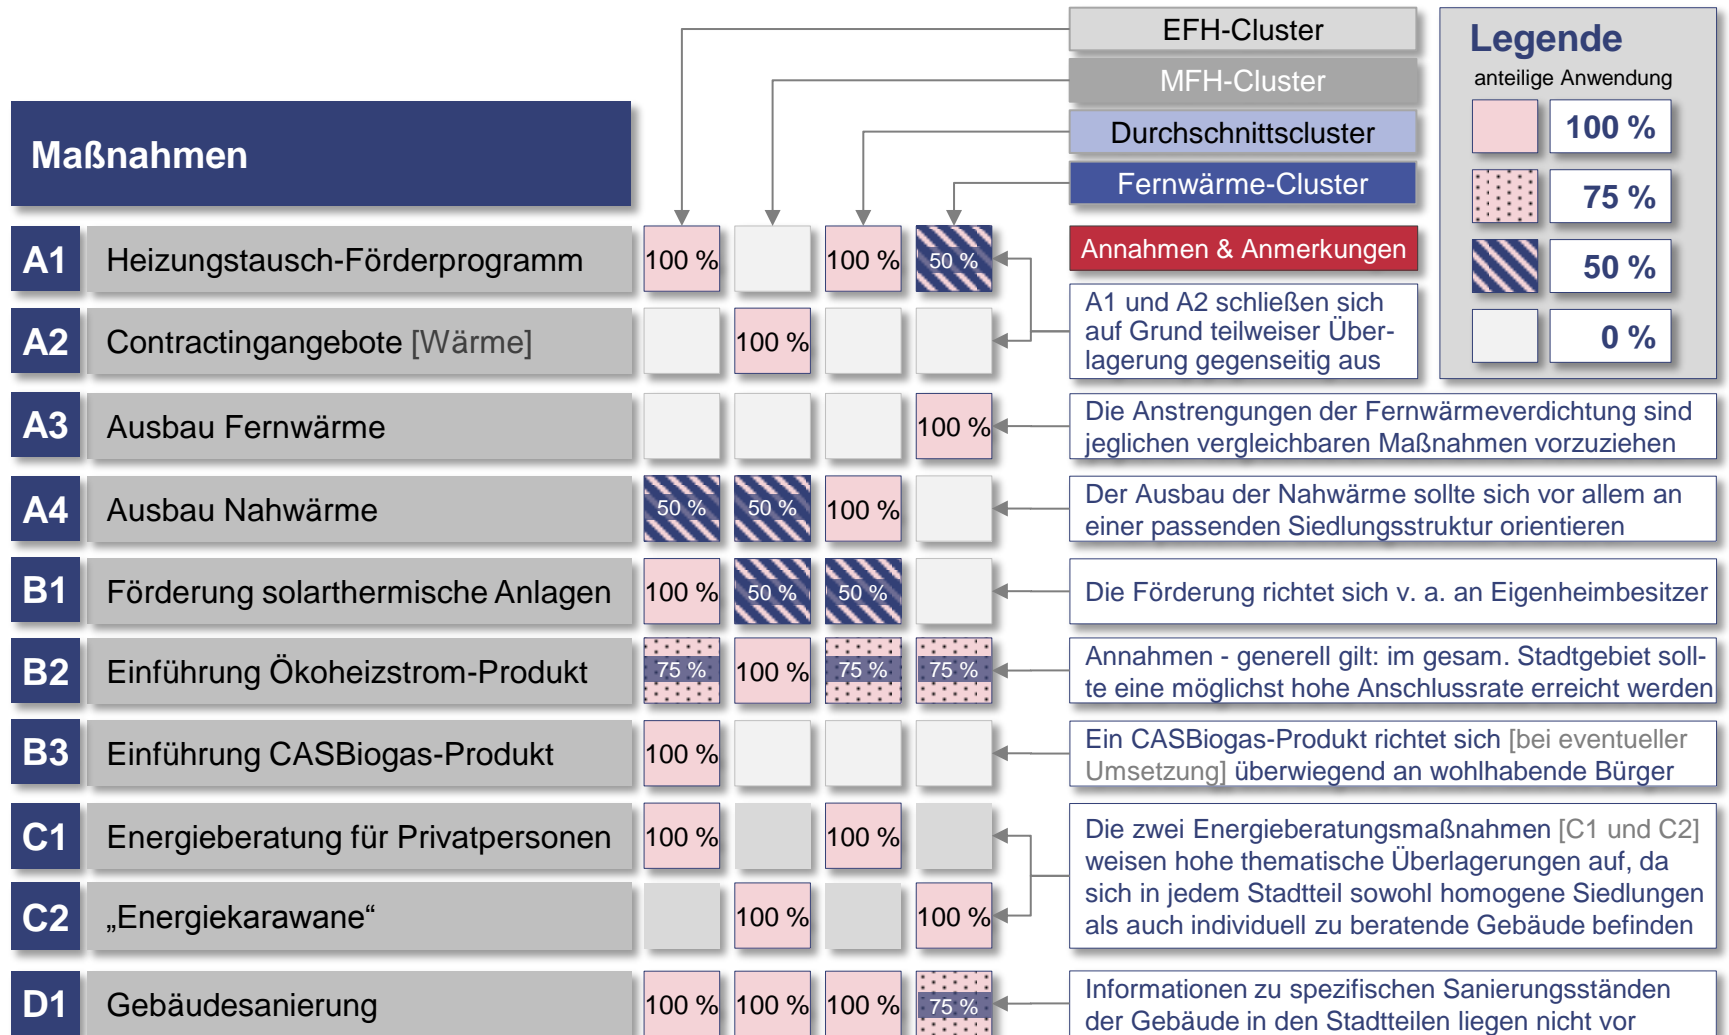 EFH-Cluster
MFH-Cluster
Durchschnittscluster
Fernwärme-Cluster
Legende
anteilige Anwendung
100 %
75 %
50 %
0 %
Maßnahmen
Annahmen & Anmerkungen
A1 Heizungstausch-Förderprogramm 100 % 100 % 50 %
A1 und A2 schließen sich
auf Grund teilweiser Über-
lagerung gegenseitig aus
A2 Contractingangebote [Wärme] 100 %
A3 Ausbau Fernwärme 100 %
Die Anstrengungen der Fernwärmeverdichtung sind
jeglichen vergleichbaren Maßnahmen vorzuziehen
A4 Ausbau Nahwärme 50 % 50 % 100 %
Der Ausbau der Nahwärme sollte sich vor allem an
einer passenden Siedlungsstruktur orientieren
B1 Förderung solarthermische Anlagen 100 % 50 % 50 %
Die Förderung richtet sich v. a. an Eigenheimbesitzer
B2 Einführung Ökoheizstrom-Produkt 75 % 100 % 75 % 75 %
Annahmen - generell gilt: im gesam. Stadtgebiet soll-
te eine möglichst hohe Anschlussrate erreicht werden
B3 Einführung CASBiogas-Produkt 100 %
Ein CASBiogas-Produkt richtet sich [bei eventueller
Umsetzung] überwiegend an wohlhabende Bürger
C1 Energieberatung für Privatpersonen 100 % 100 %
Die zwei Energieberatungsmaßnahmen [C1 und C2]
weisen hohe thematische Überlagerungen auf, da
sich in jedem Stadtteil sowohl homogene Siedlungen
als auch individuell zu beratende Gebäude befinden
C2 „Energiekarawane“ 100 % 100 %
D1 Gebäudesanierung 100 % 100 % 100 % 75 %
Informationen zu spezifischen Sanierungsständen
der Gebäude in den Stadtteilen liegen nicht vor